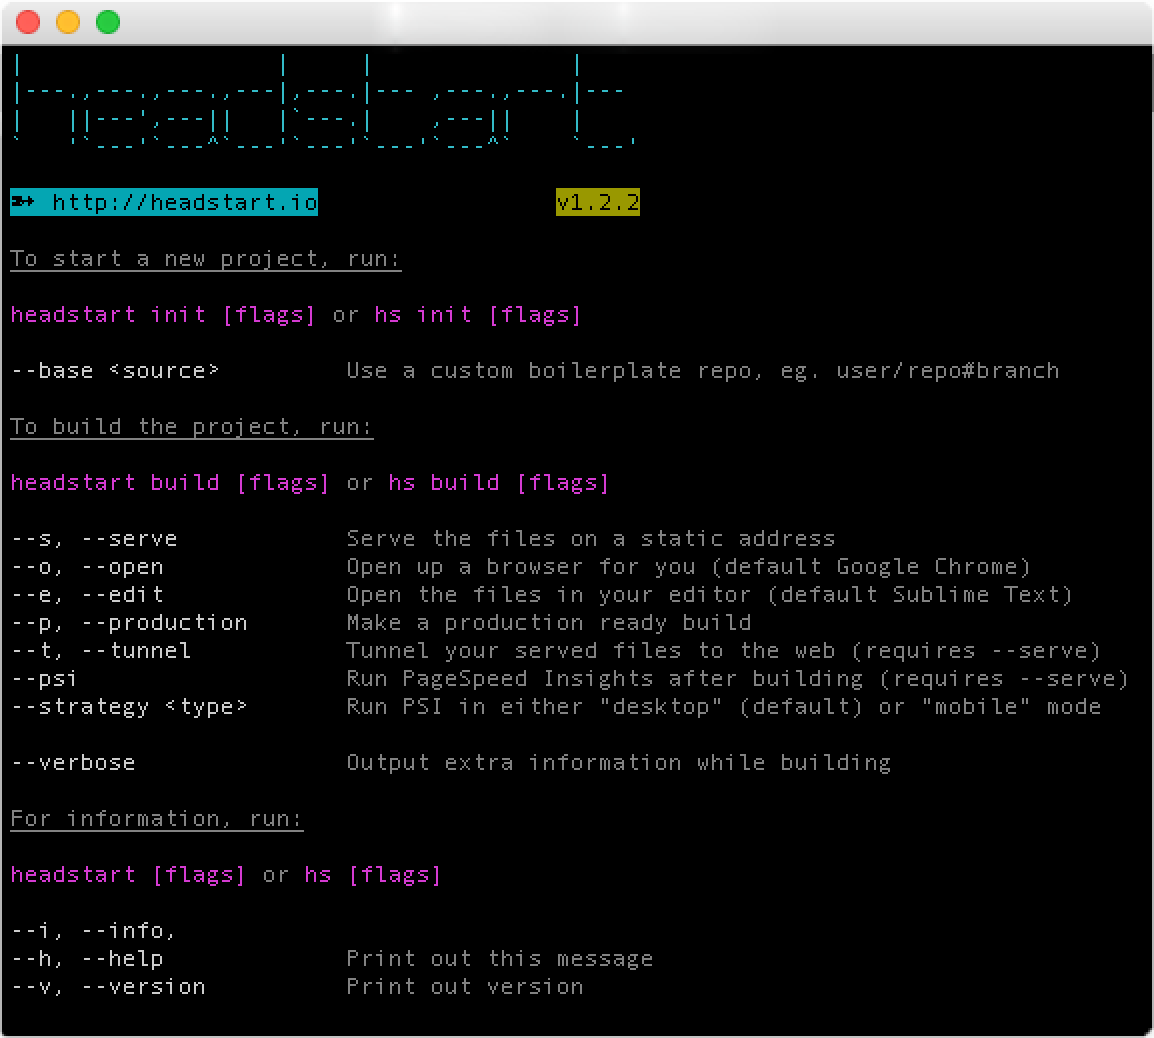 headstart
➸ http://headstart.io v1.2.2
To start a new project, run:
headstart init [flags] or hs init [flags]
--base <source> Use a custom boilerplate repo, eg. user/repo#branch
To build the project, run:
headstart build [flags] or hs build [flags]
--s, --serve Serve the files on a static address
--o, --open Open up a browser for you (default Google Chrome)
--e, --edit Open the files in your editor (default Sublime Text)
--p, --production Make a production ready build
--t, --tunnel Tunnel your served files to the web (requires --serve)
--psi Run PageSpeed Insights after building (requires --serve)
--strategy <type> Run PSI in either "desktop" (default) or "mobile" mode
--verbose Output extra information while building
For information, run:
headstart [flags] or hs [flags]
--i, --info,
--h, --help Print out this message
--v, --version Print out version